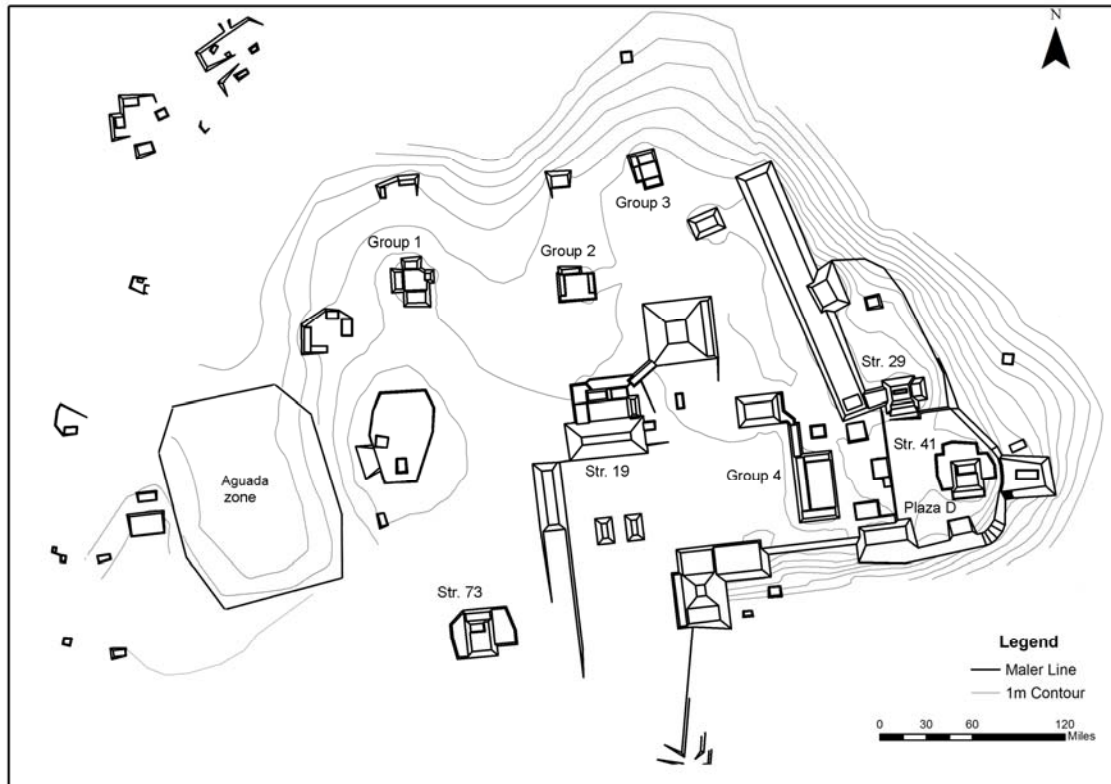 N
Group 3
Group 1
Group 2
Str. 29
Str. 41
Str. 19
Group 4
Aguada
zone
Plaza D
Str. 73
Legend
Maler Line
1m Contour
0 30 60 120
Miles